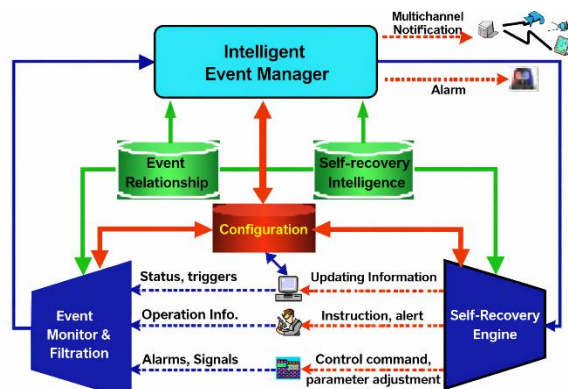 Intelligent
Event Manager
Multichannel
Notification
Alarm
Event
Relationship
Self-recovery
Intelligence
Configuration
Event
Monitor &
Filtration
Status, triggers
Updating Information
Operation Info.
Instruction, alert
Alarms, Signals
Control command,
parameter adjustment
Self-Recovery
Engine